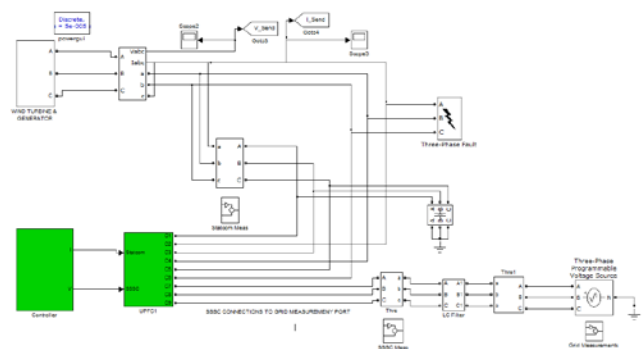 Discrete,
= 5e-005
powergui
Scope2
V_Send
Goto5
I_Send
Goto4
Scope3
A
B
C
WIND TURBINE &
GENERATOR
A
B
C
Vabc
Iabc
a
b
c
A
B
C
Three-Phase Fault
a
b
c
A
B
C
Statcom Meas
Controller
Statcom
SSSC
UPFC1
SSSC CONNECTIONS TO GRID MEASUREMENT PORT
A
B
C
a
b
c
SSSC Meas
LC Filter
A
B
C
A
B
C
N
Three-Phase
Programmable
Voltage Source
Grid Measurements